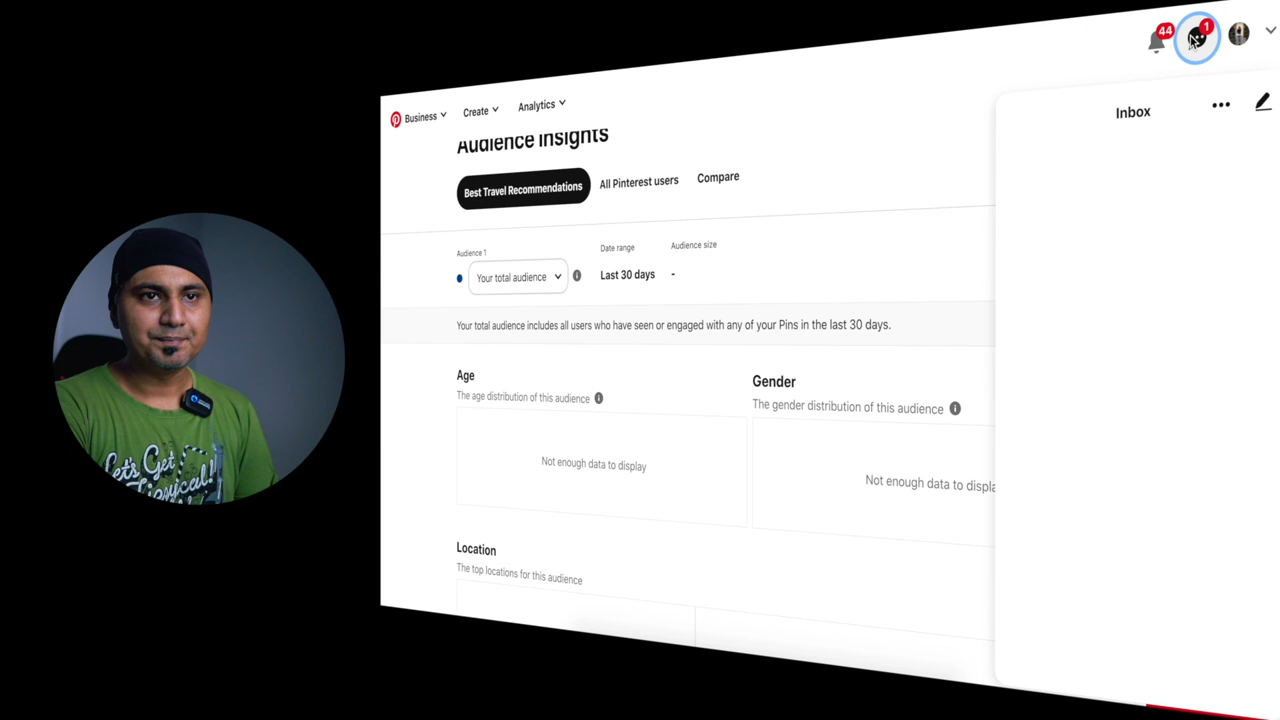 44
1
Business
Create
Analytics
Inbox
Audience Insights
Best Travel Recommendations
All Pinterest users
Compare
Audience 1
Date range
Audience size
Your total audience
Last 30 days
-
Your total audience includes all users who have seen or engaged with any of your Pins in the last 30 days.
Age
The age distribution of this audience
Not enough data to display
Gender
The gender distribution of this audience
Not enough data to displa
Location
The top locations for this audience
Let's Get